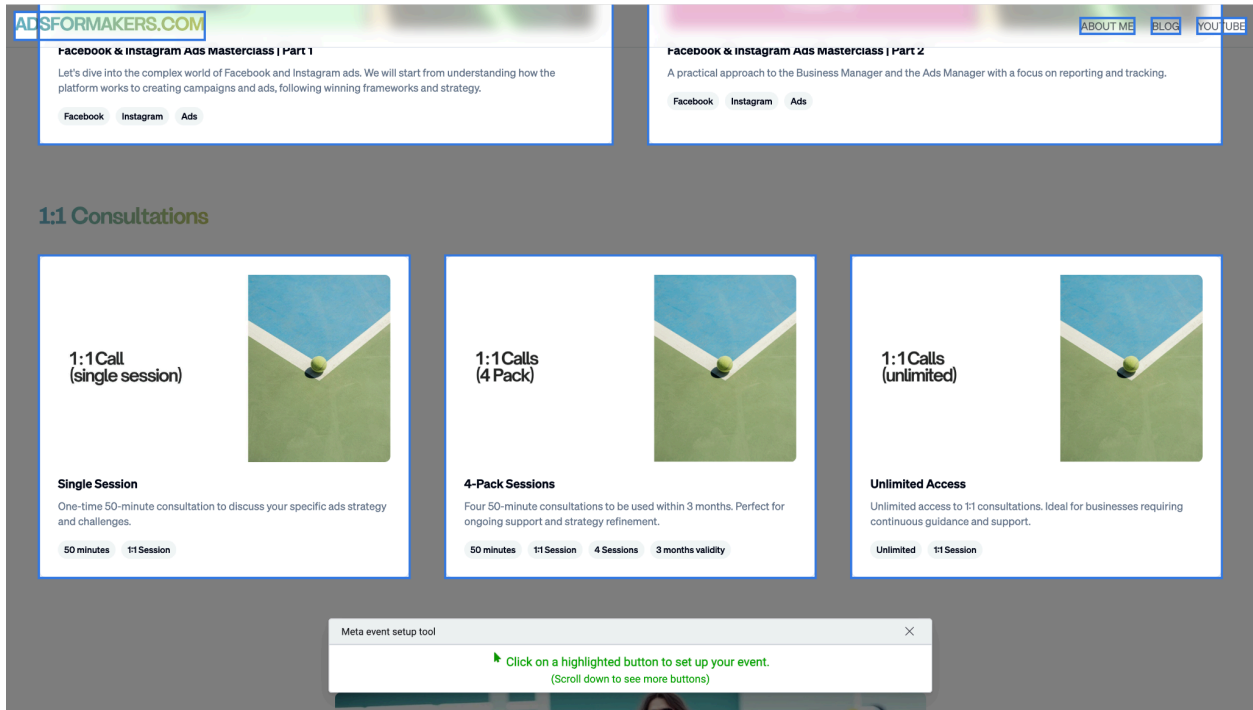 ADSFORMAKERS.COM
ABOUT ME
BLOG
YOUTUBE
Facebook & Instagram Ads Masterclass | Part 1
Let's dive into the complex world of Facebook and Instagram ads. We will start from understanding how the
platform works to creating campaigns and ads, following winning frameworks and strategy.
Facebook
Instagram
Ads
Facebook & Instagram Ads Masterclass | Part 2
A practical approach to the Business Manager and the Ads Manager with a focus on reporting and tracking.
Facebook
Instagram
Ads
1:1 Consultations
1:1 Call
(single session)
Single Session
One-time 50-minute consultation to discuss your specific ads strategy
and challenges.
50 minutes
1:1 Session
1:1 Calls
(4 Pack)
4-Pack Sessions
Four 50-minute consultations to be used within 3 months. Perfect for
ongoing support and strategy refinement.
50 minutes
1:1 Session
4 Sessions
3 months validity
1:1 Calls
(unlimited)
Unlimited Access
Unlimited access to 1:1 consultations. Ideal for businesses requiring
continuous guidance and support.
Unlimited
1:1 Session
Meta event setup tool
Click on a highlighted button to set up your event.
(Scroll down to see more buttons)